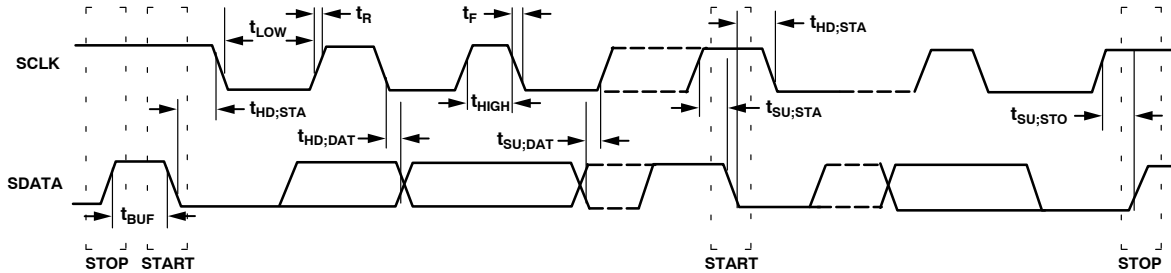 tR
tF
tHD;STA
tLOW
SCLK
tHD;STA
tHIGH
tSU;STA
tHD;DAT
tSU;DAT
tSU;STO
SDATA
tBUF
STOP START START STOP